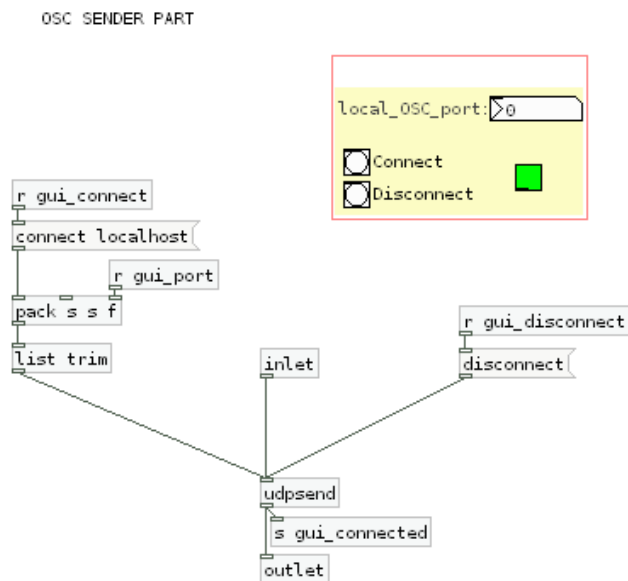 OSC SENDER PART
local_OSC_port: 0
Connect
Disconnect
r gui_connect
connect localhost
r gui_port
pack s s f
list trim
inlet
r gui_disconnect
disconnect
udpsend
s gui_connected
outlet